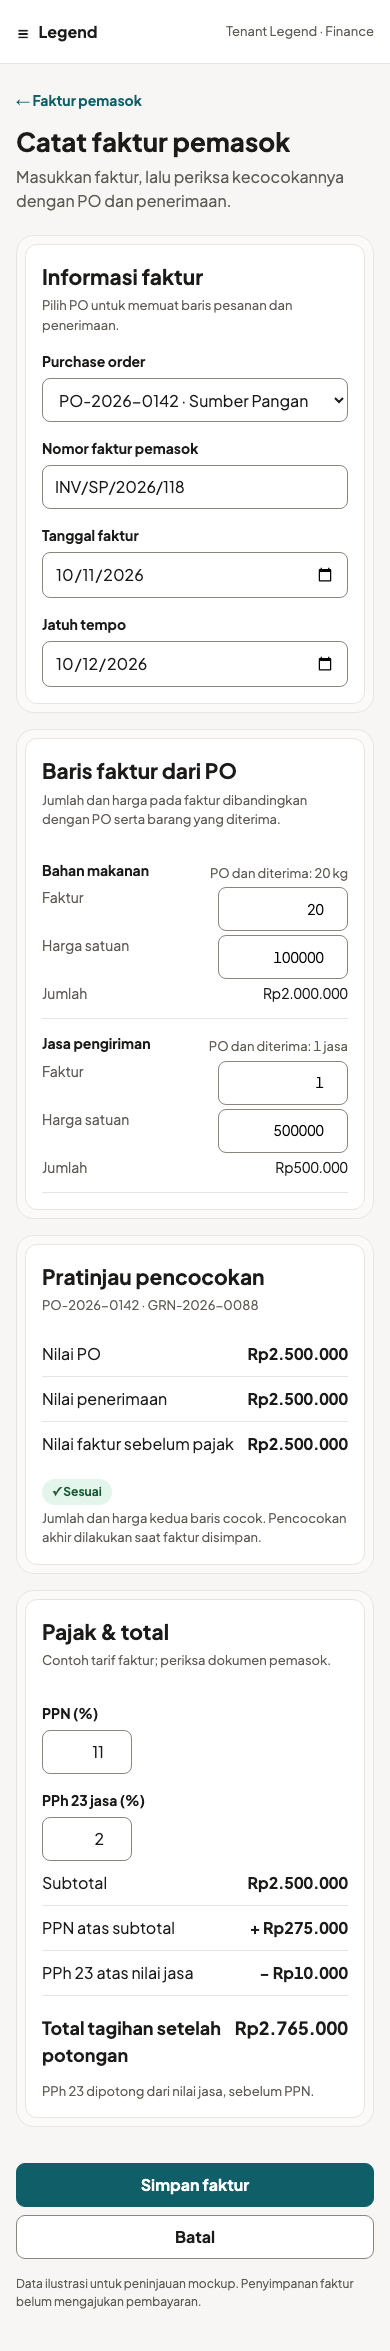 ≡ Legend
Tenant Legend · Finance
← Faktur pemasok
Catat faktur pemasok
Masukkan faktur, lalu periksa kecocokannya
dengan PO dan penerimaan.
Informasi faktur
Pilih PO untuk memuat baris pesanan dan
penerimaan.
Purchase order
PO-2026-0142 · Sumber Pangan
Nomor faktur pemasok
INV/SP/2026/118
Tanggal faktur
10/11/2026
Jatuh tempo
10/12/2026
Baris faktur dari PO
Jumlah dan harga pada faktur dibandingkan
dengan PO serta barang yang diterima.
Bahan makanan PO dan diterima: 20 kg
Faktur 20
Harga satuan 100000
Jumlah Rp2.000.000
Jasa pengiriman PO dan diterima: 1 jasa
Faktur 1
Harga satuan 500000
Jumlah Rp500.000
Pratinjau pencocokan
PO-2026-0142 · GRN-2026-0088
Nilai PO Rp2.500.000
Nilai penerimaan Rp2.500.000
Nilai faktur sebelum pajak Rp2.500.000
✓ Sesuai
Jumlah dan harga kedua baris cocok. Pencocokan
akhir dilakukan saat faktur disimpan.
Pajak & total
Contoh tarif faktur; periksa dokumen pemasok.
PPN (%)
11
PPh 23 jasa (%)
2
Subtotal Rp2.500.000
PPN atas subtotal + Rp275.000
PPh 23 atas nilai jasa − Rp10.000
Total tagihan setelah Rp2.765.000
potongan
PPh 23 dipotong dari nilai jasa, sebelum PPN.
Simpan faktur
Batal
Data ilustrasi untuk peninjauan mockup. Penyimpanan faktur
belum mengajukan pembayaran.